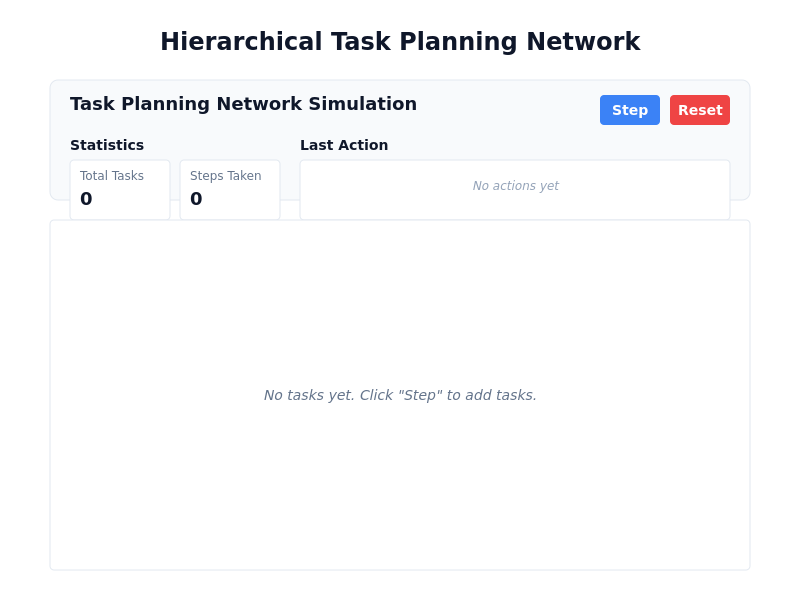 Hierarchical Task Planning Network
Task Planning Network Simulation
Step
Reset
Statistics
Last Action
Total Tasks
0
Steps Taken
0
No actions yet
No tasks yet. Click "Step" to add tasks.